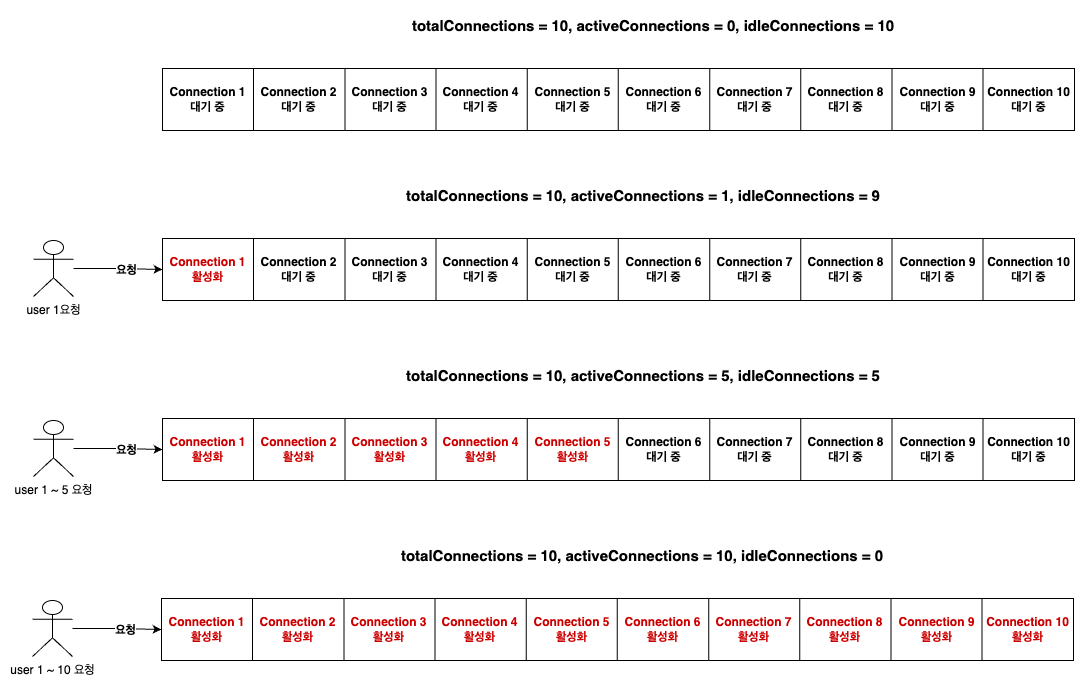 totalConnections = 10, activeConnections = 0, idleConnections = 10
Connection 1 Connection 2 Connection 3 Connection 4 Connection 5 Connection 6 Connection 7 Connection 8 Connection 9 Connection 10
대기 중 대기 중 대기 중 대기 중 대기 중 대기 중 대기 중 대기 중 대기 중 대기 중
totalConnections = 10, activeConnections = 1, idleConnections = 9
요청
Connection 1 Connection 2 Connection 3 Connection 4 Connection 5 Connection 6 Connection 7 Connection 8 Connection 9 Connection 10
활성화 대기 중 대기 중 대기 중 대기 중 대기 중 대기 중 대기 중 대기 중 대기 중
user 1요청
totalConnections = 10, activeConnections = 5, idleConnections = 5
요청
Connection 1 Connection 2 Connection 3 Connection 4 Connection 5 Connection 6 Connection 7 Connection 8 Connection 9 Connection 10
활성화 활성화 활성화 활성화 활성화 대기 중 대기 중 대기 중 대기 중 대기 중
user 1 ~ 5 요청
totalConnections = 10, activeConnections = 10, idleConnections = 0
요청
Connection 1 Connection 2 Connection 3 Connection 4 Connection 5 Connection 6 Connection 7 Connection 8 Connection 9 Connection 10
활성화 활성화 활성화 활성화 활성화 활성화 활성화 활성화 활성화 활성화
user 1 ~ 10 요청